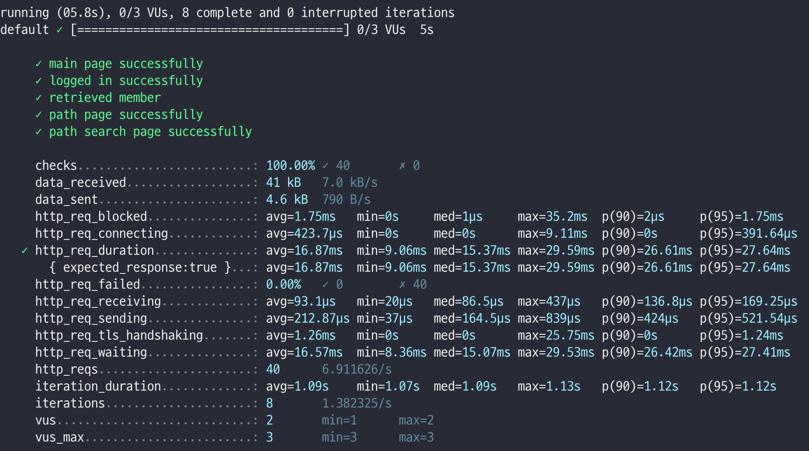 running (05.8s), 0/3 VUs, 8 complete and 0 interrupted iterations
default ✓ [======================================] 0/3 VUs  5s
✓ main page successfully
✓ logged in successfully
✓ retrieved member
✓ path page successfully
✓ path search page successfully
checks.........................: 100.00% ✓ 40       ✗ 0
data_received..................: 41 kB   7.0 kB/s
data_sent......................: 4.6 kB  790 B/s
http_req_blocked...............: avg=1.75ms   min=0s     med=1µs     max=35.2ms  p(90)=2µs     p(95)=1.75ms
http_req_connecting............: avg=423.7µs  min=0s     med=0s      max=9.11ms  p(90)=0s      p(95)=391.64µs
✓ http_req_duration..............: avg=16.87ms  min=9.06ms med=15.37ms max=29.59ms p(90)=26.61ms p(95)=27.64ms
{ expected_response:true }...: avg=16.87ms  min=9.06ms med=15.37ms max=29.59ms p(90)=26.61ms p(95)=27.64ms
http_req_failed................: 0.00%   ✓ 0        ✗ 40
http_req_receiving.............: avg=93.1µs   min=20µs   med=86.5µs  max=437µs   p(90)=136.8µs p(95)=169.25µs
http_req_sending...............: avg=212.87µs min=37µs   med=164.5µs max=839µs   p(90)=424µs   p(95)=521.54µs
http_req_tls_handshaking.......: avg=1.26ms   min=0s     med=0s      max=25.75ms p(90)=0s      p(95)=1.24ms
http_req_waiting...............: avg=16.57ms  min=8.36ms med=15.07ms max=29.53ms p(90)=26.42ms p(95)=27.41ms
http_reqs......................: 40      6.911626/s
iteration_duration.............: avg=1.09s    min=1.07s  med=1.09s   max=1.13s   p(90)=1.12s   p(95)=1.12s
iterations.....................: 8       1.382325/s
vus............................: 2       min=1      max=2
vus_max........................: 3       min=3      max=3